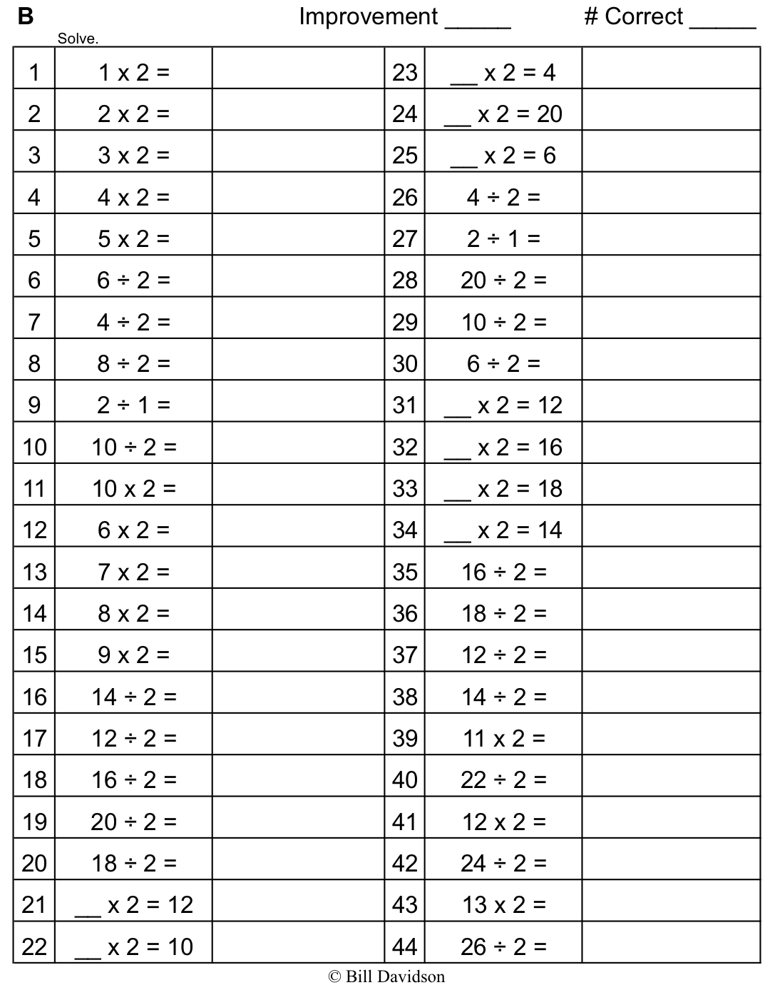 B Improvement _____ # Correct _____
Solve.
1 1 x 2 = 23 __ x 2 = 4
2 2 x 2 = 24 __ x 2 = 20
3 3 x 2 = 25 __ x 2 = 6
4 4 x 2 = 26 4 ÷ 2 =
5 5 x 2 = 27 2 ÷ 1 =
6 6 ÷ 2 = 28 20 ÷ 2 =
7 4 ÷ 2 = 29 10 ÷ 2 =
8 8 ÷ 2 = 30 6 ÷ 2 =
9 2 ÷ 1 = 31 __ x 2 = 12
10 10 ÷ 2 = 32 __ x 2 = 16
11 10 x 2 = 33 __ x 2 = 18
12 6 x 2 = 34 __ x 2 = 14
13 7 x 2 = 35 16 ÷ 2 =
14 8 x 2 = 36 18 ÷ 2 =
15 9 x 2 = 37 12 ÷ 2 =
16 14 ÷ 2 = 38 14 ÷ 2 =
17 12 ÷ 2 = 39 11 x 2 =
18 16 ÷ 2 = 40 22 ÷ 2 =
19 20 ÷ 2 = 41 12 x 2 =
20 18 ÷ 2 = 42 24 ÷ 2 =
21 __ x 2 = 12 43 13 x 2 =
22 __ x 2 = 10 44 26 ÷ 2 =
© Bill Davidson